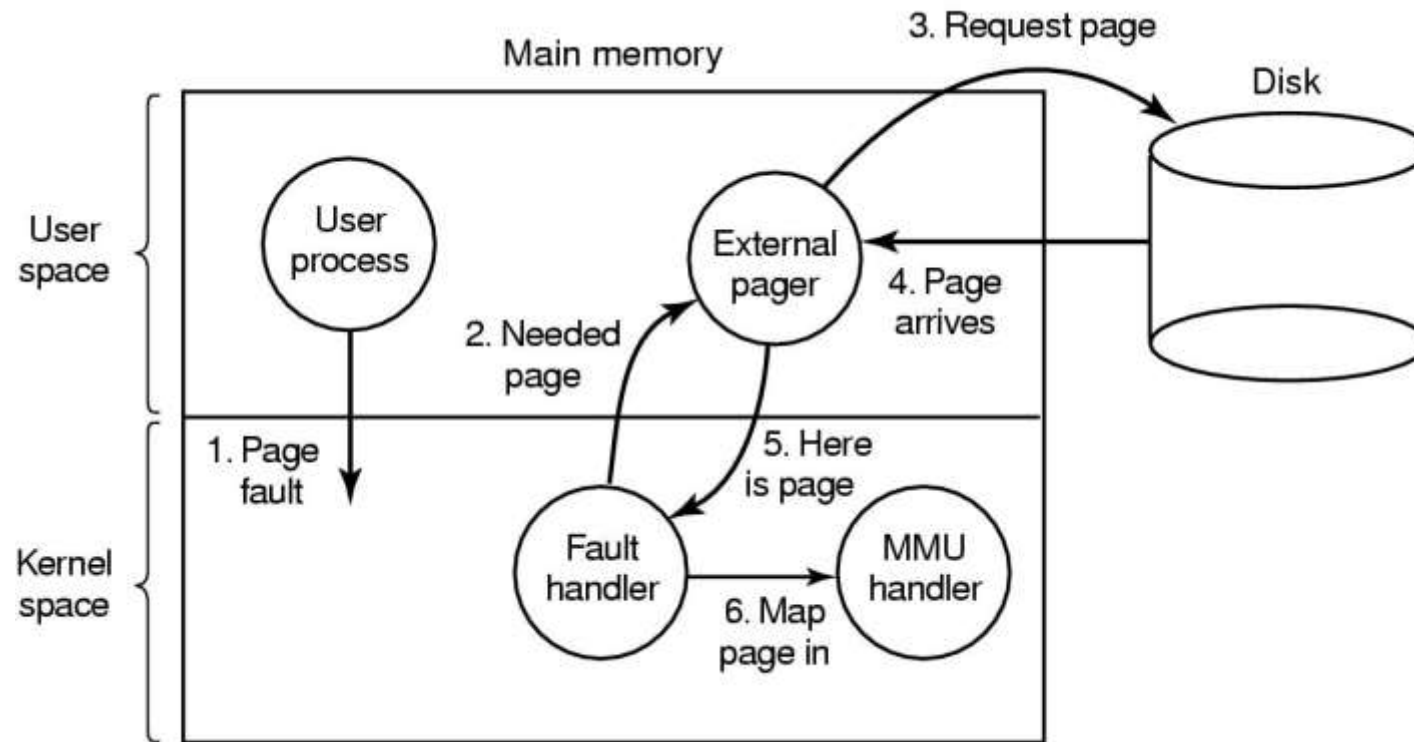 3. Request page
Main memory
Disk
User
space
User
process
External
pager
2. Needed
page
4. Page
arrives
1. Page
fault
5. Here
is page
Kernel
space
Fault
handler
MMU
handler
6. Map
page in